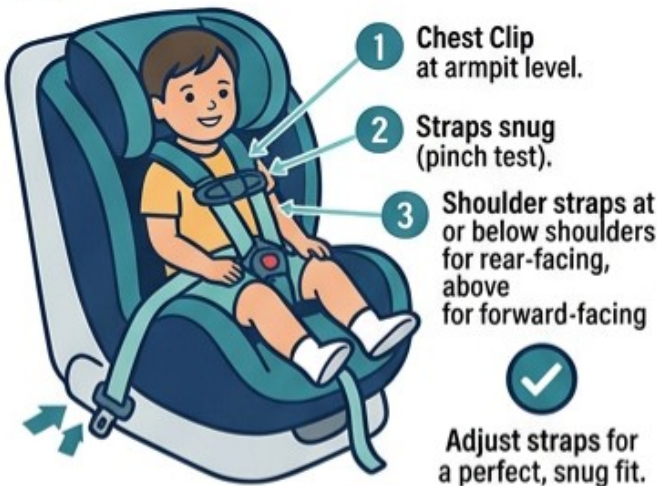 1 Chest Clip
at armpit level.
2 Straps snug
(pinch test).
3 Shoulder straps at
or below shoulders
for rear-facing,
above
for forward-facing
Adjust straps for
a perfect, snug fit.